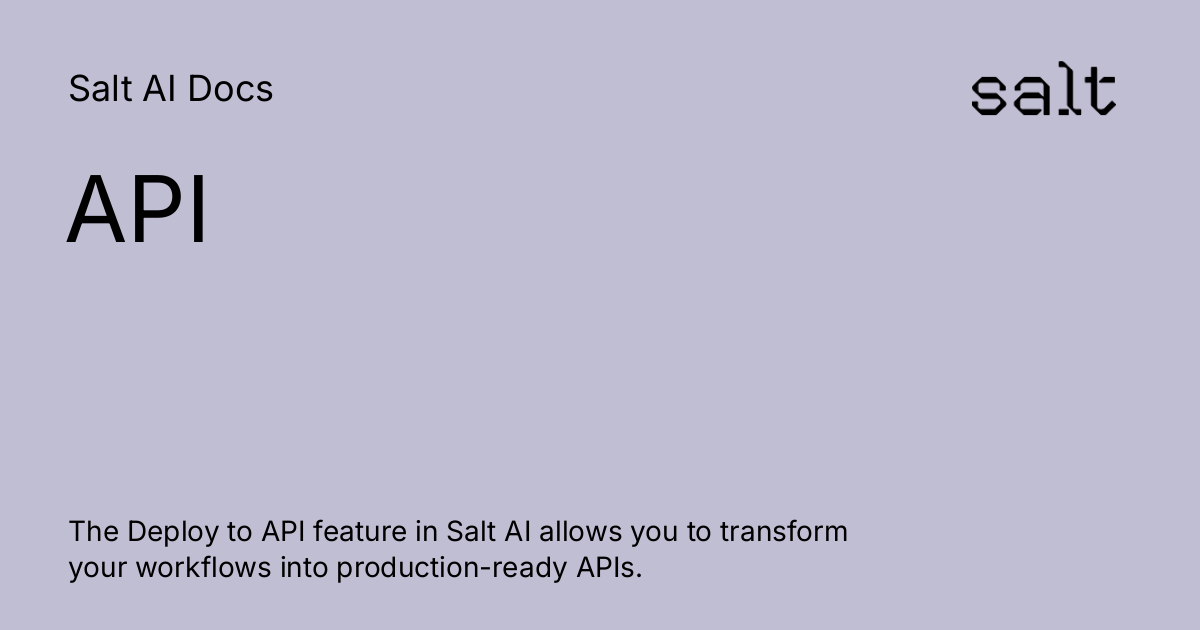 Salt AI Docs
salt
API
The Deploy to API feature in Salt AI allows you to transform
your workflows into production-ready APIs.